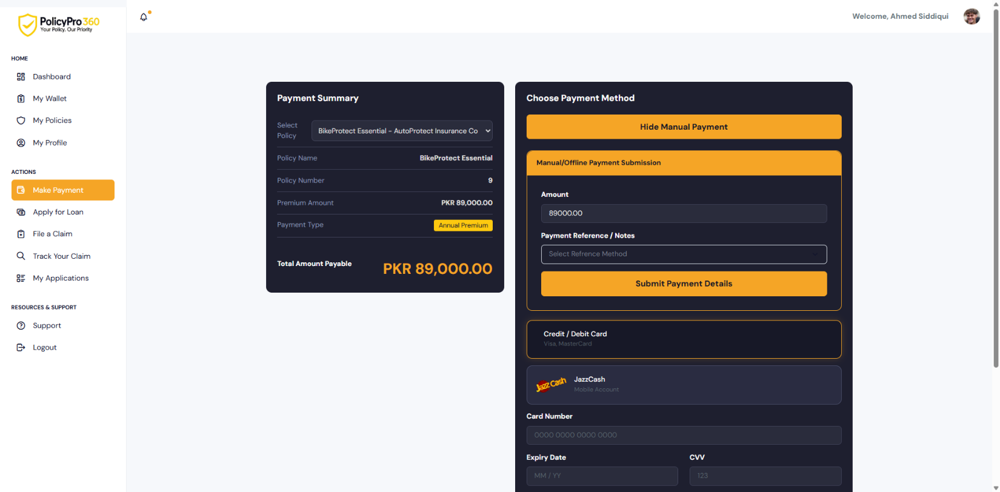 PolicyPro 360
Your Policy, Our Priority
HOME
Dashboard
My Wallet
My Policies
My Profile
ACTIONS
Make Payment
Apply for Loan
File a Claim
Track Your Claim
My Applications
RESOURCES & SUPPORT
Support
Logout
Welcome, Ahmed Siddiqui
Payment Summary
Select
Policy
BikeProtect Essential - AutoProtect Insurance Co
Policy Name
BikeProtect Essential
Policy Number
9
Premium Amount
PKR 89,000.00
Payment Type
Annual Premium
Total Amount Payable
PKR 89,000.00
Choose Payment Method
Hide Manual Payment
Manual/Offline Payment Submission
Amount
89000.00
Payment Reference / Notes
Select Refrence Method
Submit Payment Details
Credit / Debit Card
Visa, MasterCard
Jazz Cash
JazzCash
Mobile Account
Card Number
0000 0000 0000 0000
Expiry Date
MM / YY
CVV
123